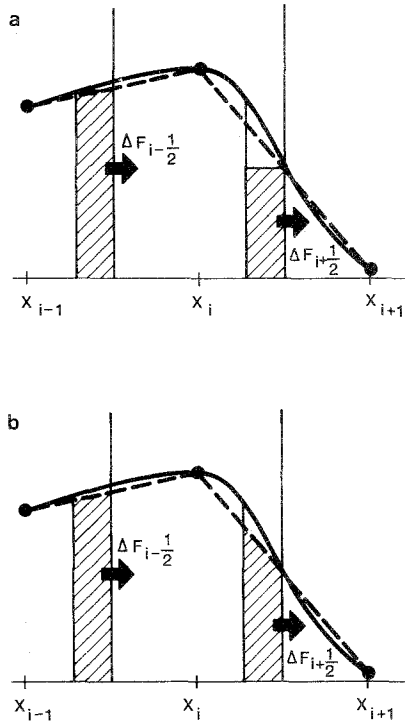 a
ΔF i-1/2
ΔF i+1/2
x i-1 x i x i+1
b
ΔF i-1/2
ΔF i+1/2
x i-1 x i x i+1